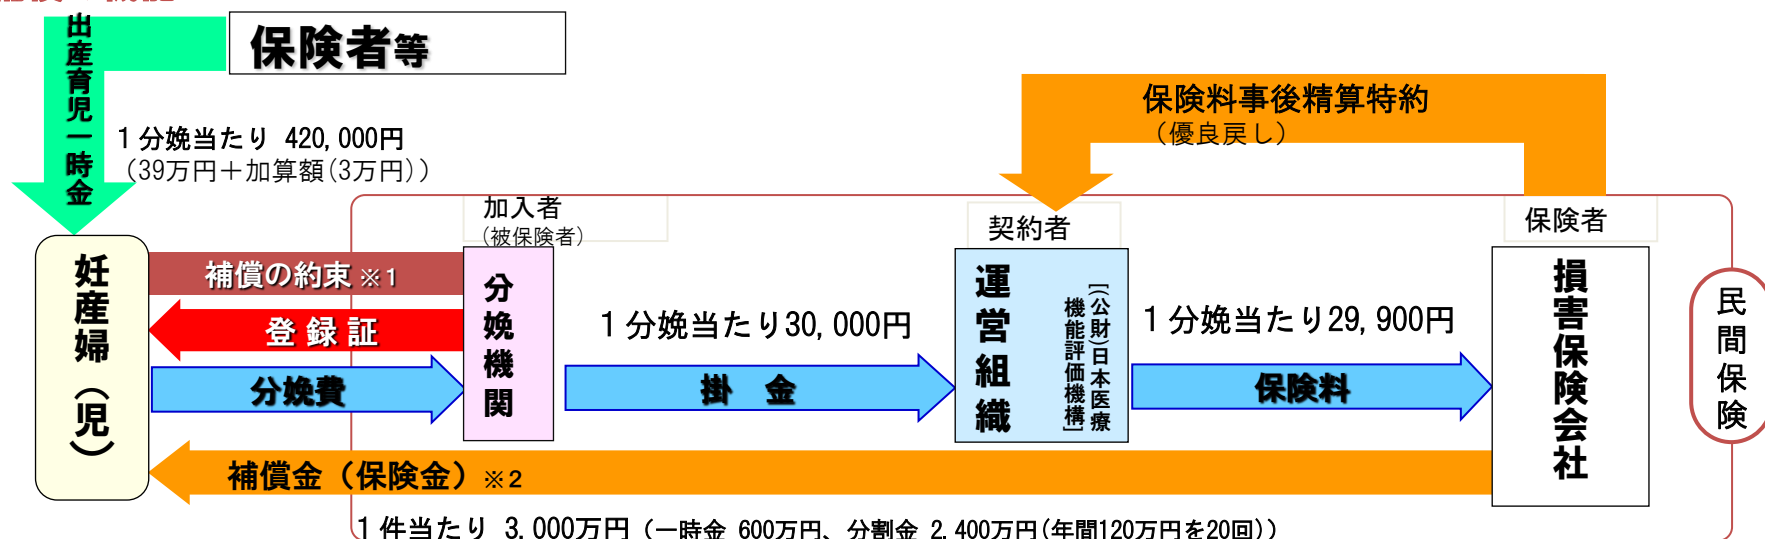 出産育児一時金
保険者等
1分娩当たり 420,000円
（39万円＋加算額(3万円)）
保険料事後精算特約
（優良戻し）
加入者
(被保険者)
契約者
保険者
妊産婦（児）
補償の約束 ※1
登録証
分娩費
分娩機関
1分娩当たり30,000円
掛 金
運営組織
[(公財)日本医療
機能評価機構]
1分娩当たり29,900円
保険料
損害保険会社
民間保険
補償金（保険金）※2
1件当たり 3,000万円（一時金 600万円、分割金 2,400万円(年間120万円を20回)）